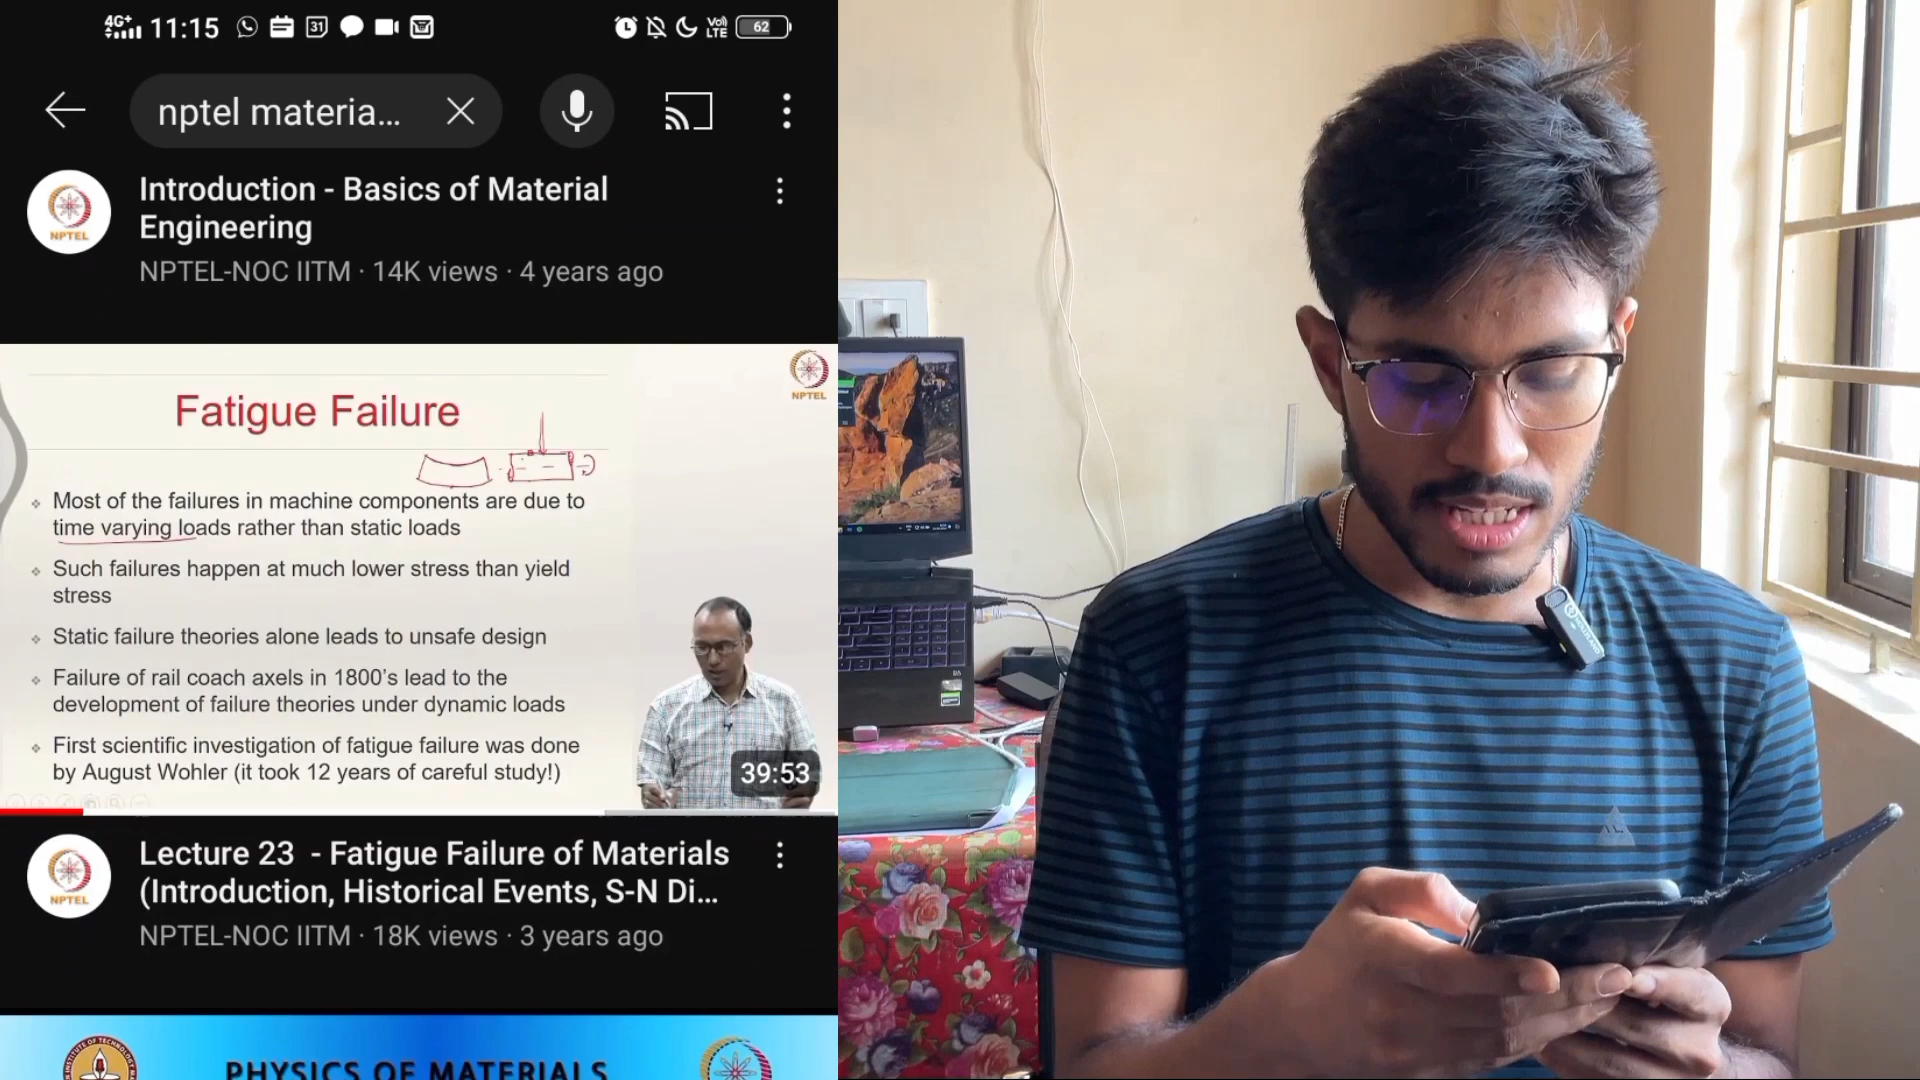 4G+ 11:15 31 Vo) LTE 62
nptel materia...
NPTEL
Introduction - Basics of Material
Engineering
NPTEL-NOC IITM · 14K views · 4 years ago
NPTEL
Fatigue Failure
Most of the failures in machine components are due to
time varying loads rather than static loads
Such failures happen at much lower stress than yield
stress
Static failure theories alone leads to unsafe design
Failure of rail coach axels in 1800's lead to the
development of failure theories under dynamic loads
First scientific investigation of fatigue failure was done
by August Wohler (it took 12 years of careful study!)
39:53
NPTEL
Lecture 23 - Fatigue Failure of Materials
(Introduction, Historical Events, S-N Di...
NPTEL-NOC IITM · 18K views · 3 years ago
PHYSICS OF MATERIALS